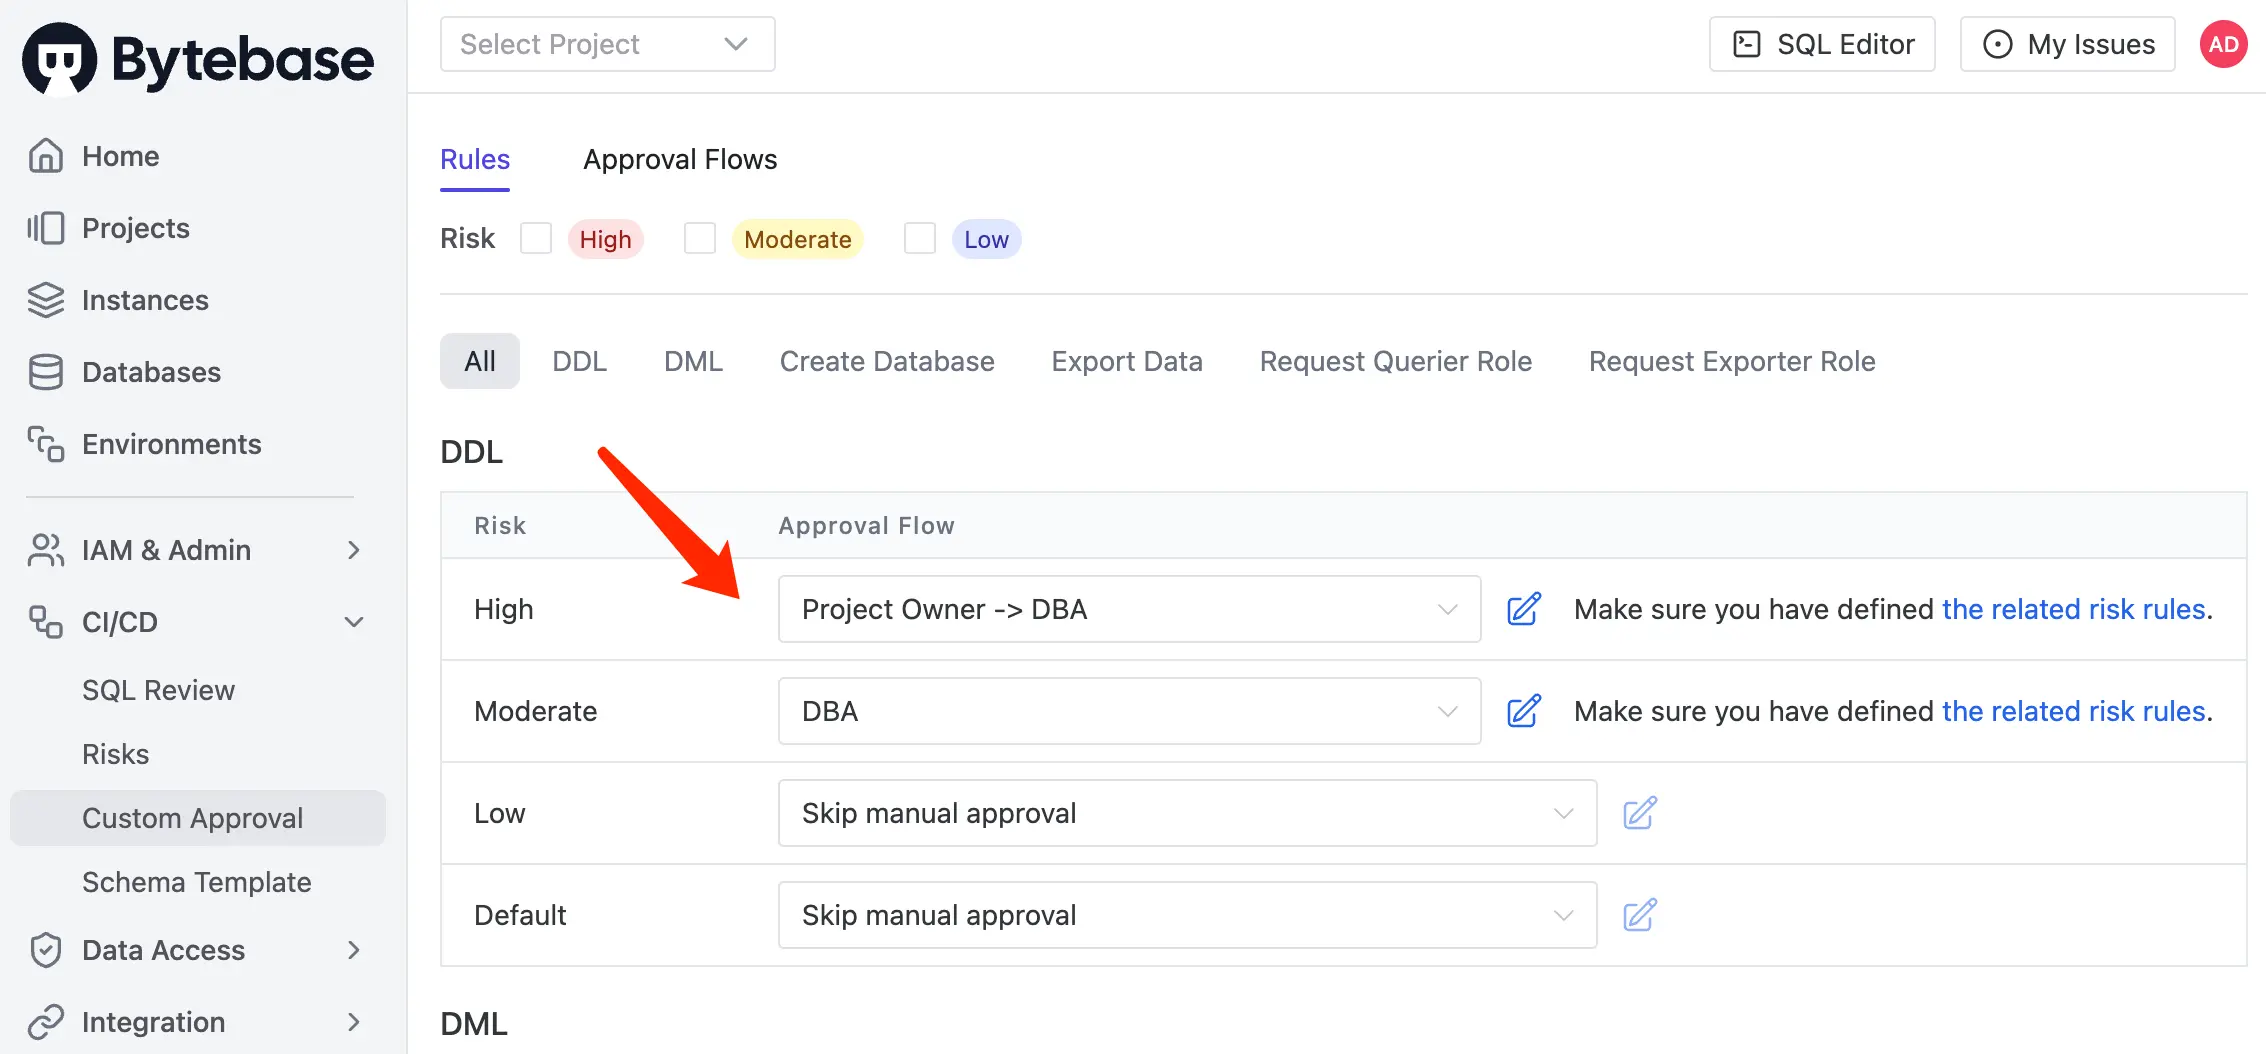 Bytebase
Select Project
SQL Editor
My Issues
AD
Home
Projects
Instances
Databases
Environments
IAM & Admin
CI/CD
SQL Review
Risks
Custom Approval
Schema Template
Data Access
Integration
Rules Approval Flows
Risk High Moderate Low
All DDL DML Create Database Export Data Request Querier Role Request Exporter Role
DDL
Risk Approval Flow
High Project Owner -> DBA Make sure you have defined the related risk rules.
Moderate DBA Make sure you have defined the related risk rules.
Low Skip manual approval
Default Skip manual approval
DML